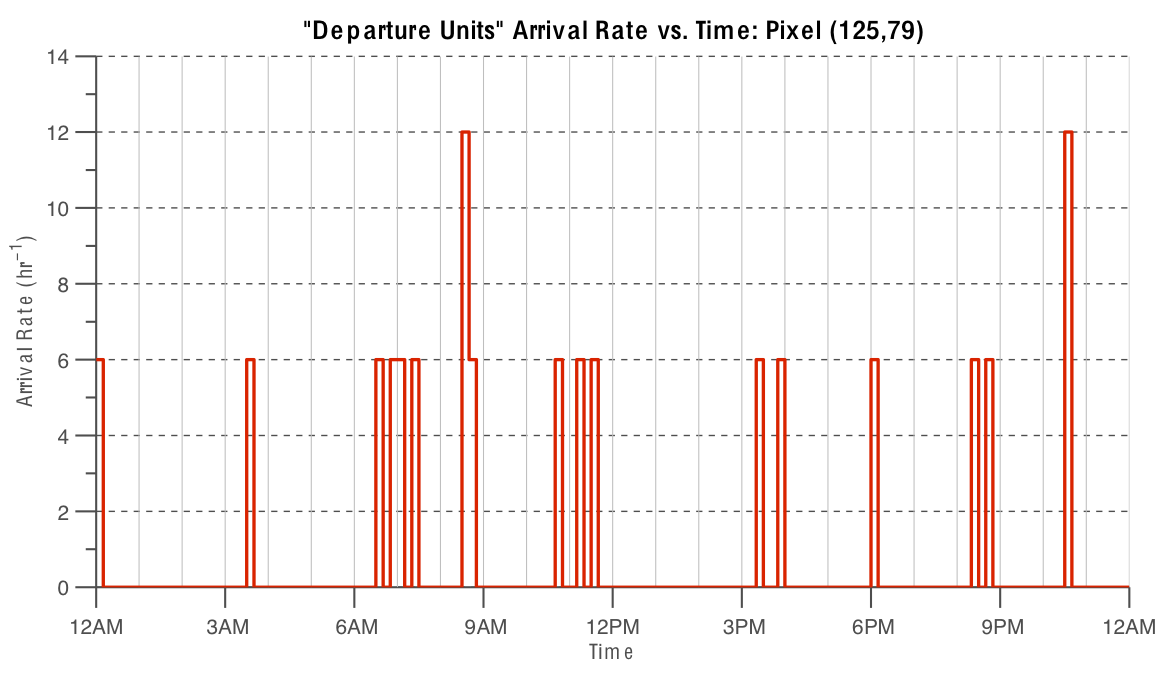 "Departure Units" Arrival Rate vs. Time: Pixel (125,79)
14
12
10
8
6
4
2
0
Arrival Rate (hr⁻¹)
12AM 3AM 6AM 9AM 12PM 3PM 6PM 9PM 12AM
Time